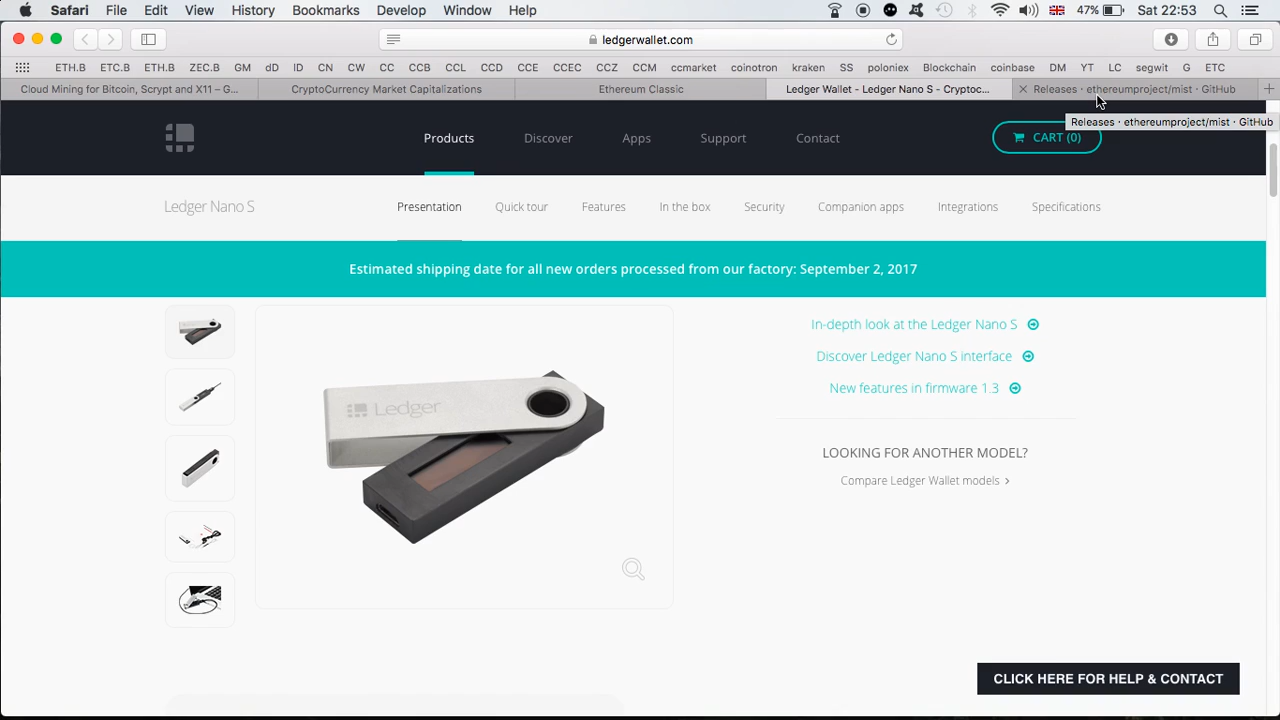 Safari File Edit View History Bookmarks Develop Window Help 47% Sat 22:53
ledgerwallet.com
ETH.B ETC.B ETH.B ZEC.B GM dD ID CN CW CC CCB CCL CCD CCE CCEC CCZ CCM ccmarket coinotron kraken SS poloniex Blockchain coinbase DM YT LC segwit G ETC
Cloud Mining for Bitcoin, Scrypt and X11 – G... CryptoCurrency Market Capitalizations Ethereum Classic Ledger Wallet - Ledger Nano S - Cryptoc... Releases · ethereumproject/mist · GitHub
Releases · ethereumproject/mist · GitHub
Products Discover Apps Support Contact CART (0)
Ledger Nano S Presentation Quick tour Features In the box Security Companion apps Integrations Specifications
Estimated shipping date for all new orders processed from our factory: September 2, 2017
In-depth look at the Ledger Nano S
Discover Ledger Nano S interface
New features in firmware 1.3
Ledger
LOOKING FOR ANOTHER MODEL?
Compare Ledger Wallet models
CLICK HERE FOR HELP & CONTACT